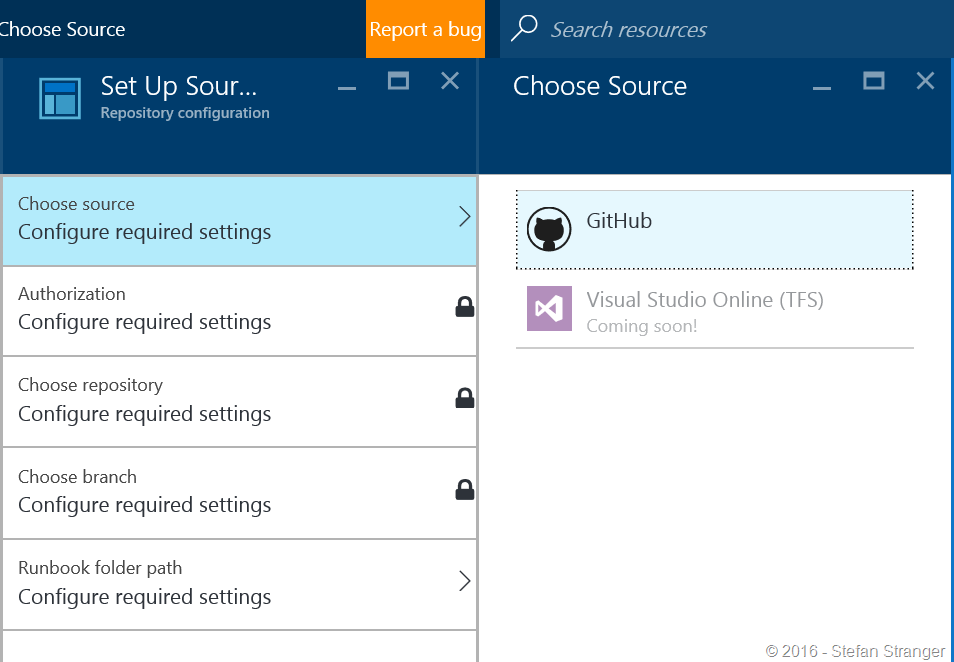 Choose Source
Report a bug
Search resources
Set Up Sour...
Repository configuration
Choose source
Configure required settings
Authorization
Configure required settings
Choose repository
Configure required settings
Choose branch
Configure required settings
Runbook folder path
Configure required settings
Choose Source
GitHub
Visual Studio Online (TFS)
Coming soon!
© 2016 - Stefan Stranger